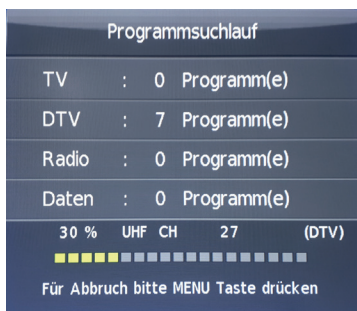 Programmsuchlauf
TV : 0 Programm(e)
DTV : 7 Programm(e)
Radio : 0 Programm(e)
Daten : 0 Programm(e)
30 % UHF CH 27 (DTV)
Für Abbruch bitte MENU Taste drücken